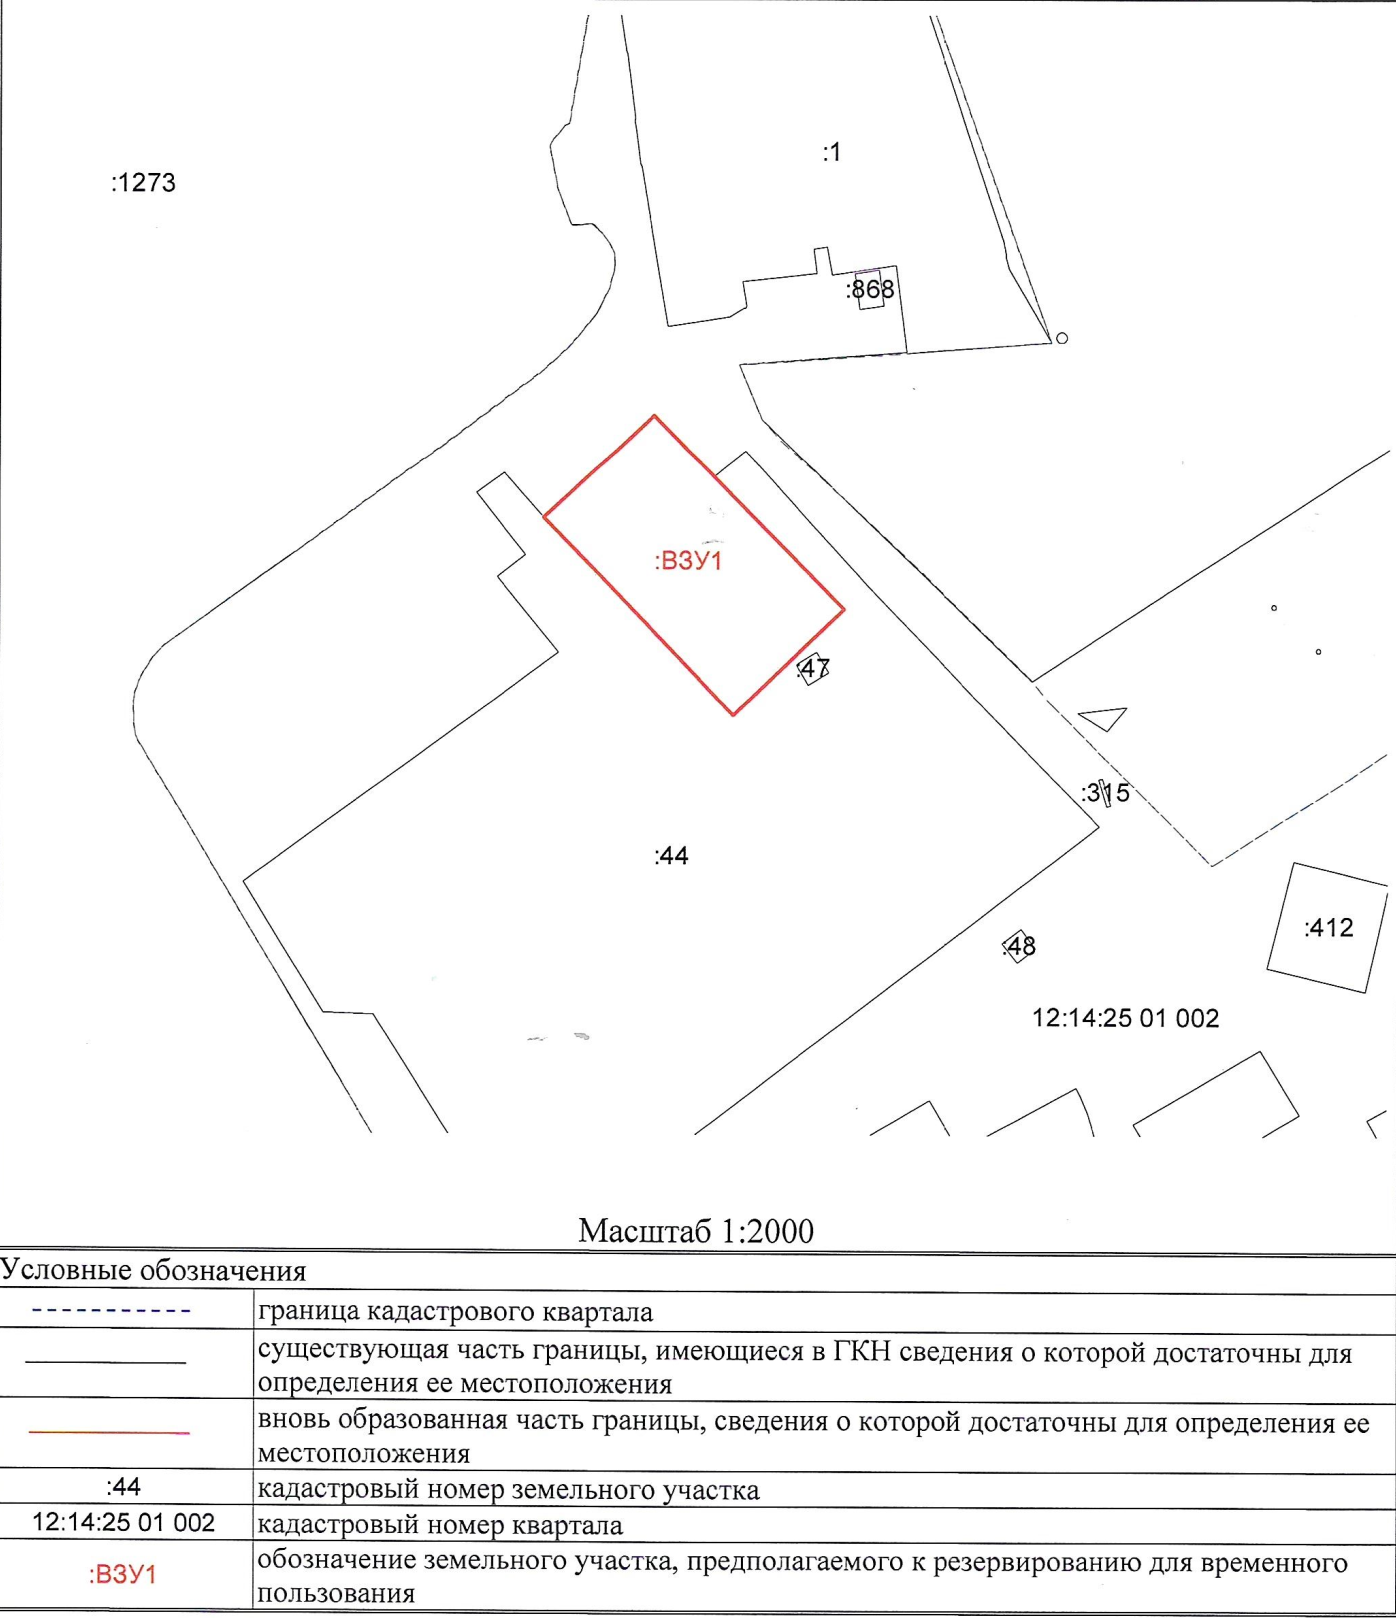 :1
:1273
:868
:ВЗУ1
:47
:315
:44
:412
:48
12:14:25 01 002
Масштаб 1:2000
Условные обозначения
граница кадастрового квартала
существующая часть границы, имеющиеся в ГКН сведения о которой достаточны для
определения ее местоположения
вновь образованная часть границы, сведения о которой достаточны для определения ее
местоположения
:44 кадастровый номер земельного участка
12:14:25 01 002 кадастровый номер квартала
:ВЗУ1 обозначение земельного участка, предполагаемого к резервированию для временного
пользования